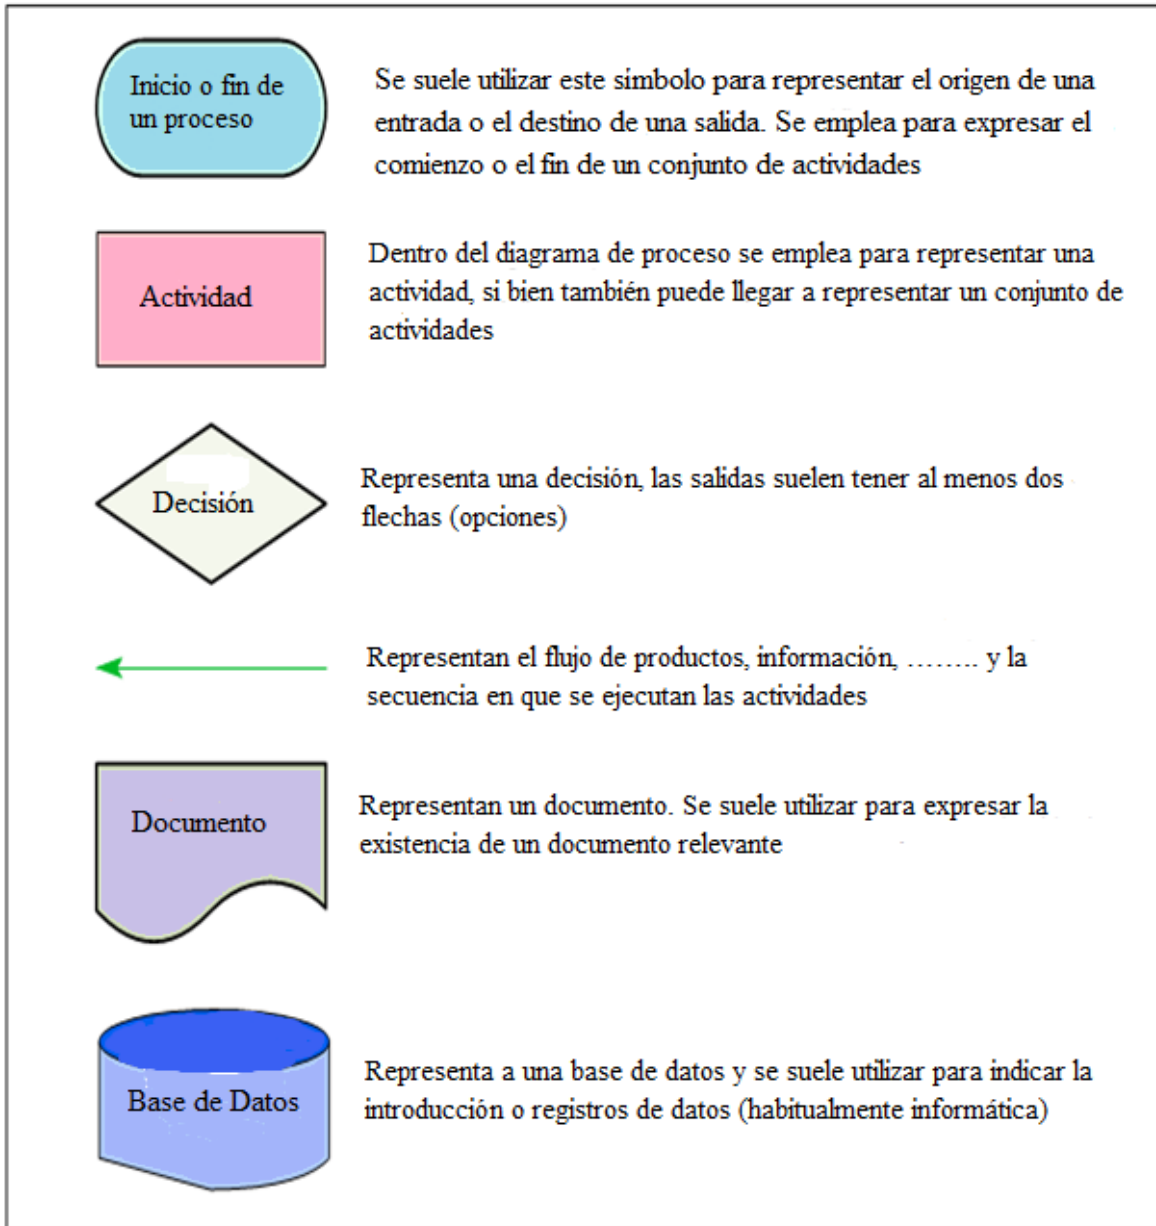 Inicio o fin de
un proceso
Se suele utilizar este simbolo para representar el origen de una
entrada o el destino de una salida. Se emplea para expresar el
comienzo o el fin de un conjunto de actividades
Actividad
Dentro del diagrama de proceso se emplea para representar una
actividad, si bien también puede llegar a representar un conjunto de
actividades
Decisión
Representa una decisión, las salidas suelen tener al menos dos
flechas (opciones)
Representan el flujo de productos, información, …….. y la
secuencia en que se ejecutan las actividades
Documento
Representan un documento. Se suele utilizar para expresar la
existencia de un documento relevante
Base de Datos
Representa a una base de datos y se suele utilizar para indicar la
introducción o registros de datos (habitualmente informática)